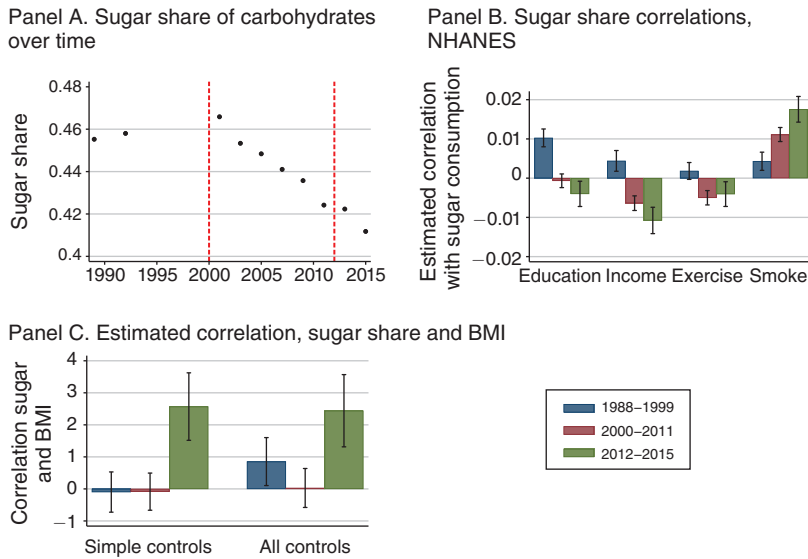 Panel A. Sugar share of carbohydrates
over time
Sugar share
0.48
0.46
0.44
0.42
0.4
1990 1995 2000 2005 2010 2015
Panel B. Sugar share correlations,
NHANES
Estimated correlation
with sugar consumption
0.02
0.01
0
−0.01
−0.02
Education Income Exercise Smoke
Panel C. Estimated correlation, sugar share and BMI
Correlation sugar
and BMI
4
3
2
1
0
−1
Simple controls All controls
1988−1999
2000−2011
2012−2015